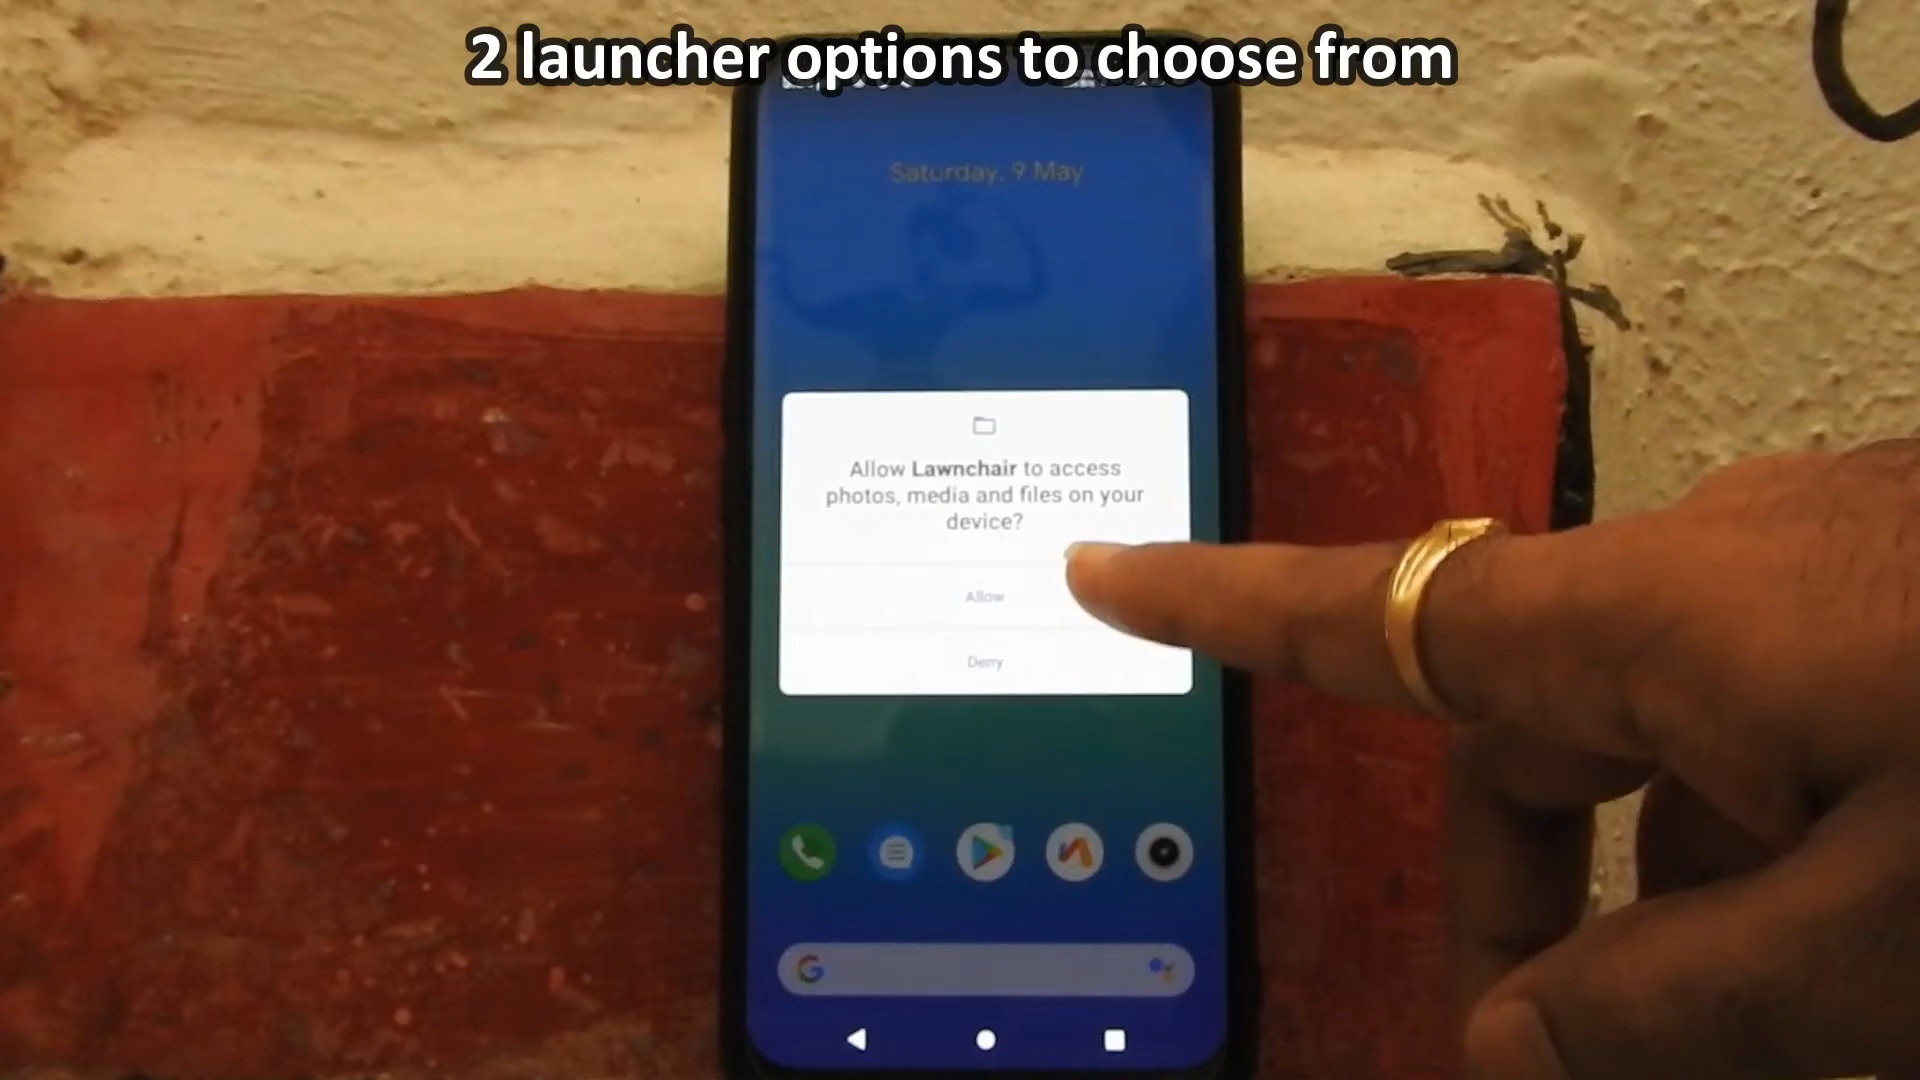 2 launcher options to choose from
Saturday, 9 May
Allow Lawnchair to access
photos, media and files on your
device?
Allow
Deny